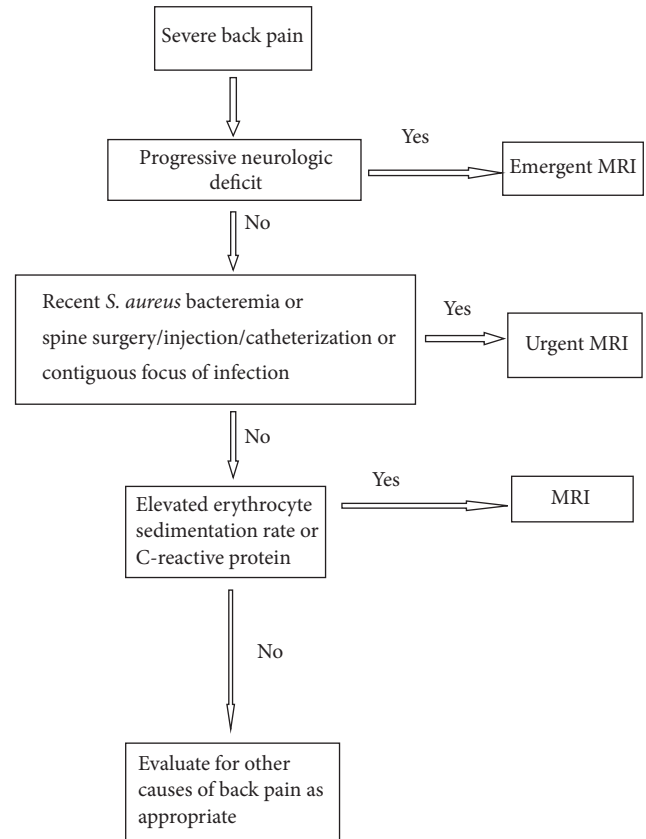 Severe back pain
Yes
Progressive neurologic
deficit
Emergent MRI
No
Recent S. aureus bacteremia or
spine surgery/injection/catheterization or
contiguous focus of infection
Yes
Urgent MRI
No
Elevated erythrocyte
sedimentation rate or
C-reactive protein
Yes
MRI
No
Evaluate for other
causes of back pain as
appropriate